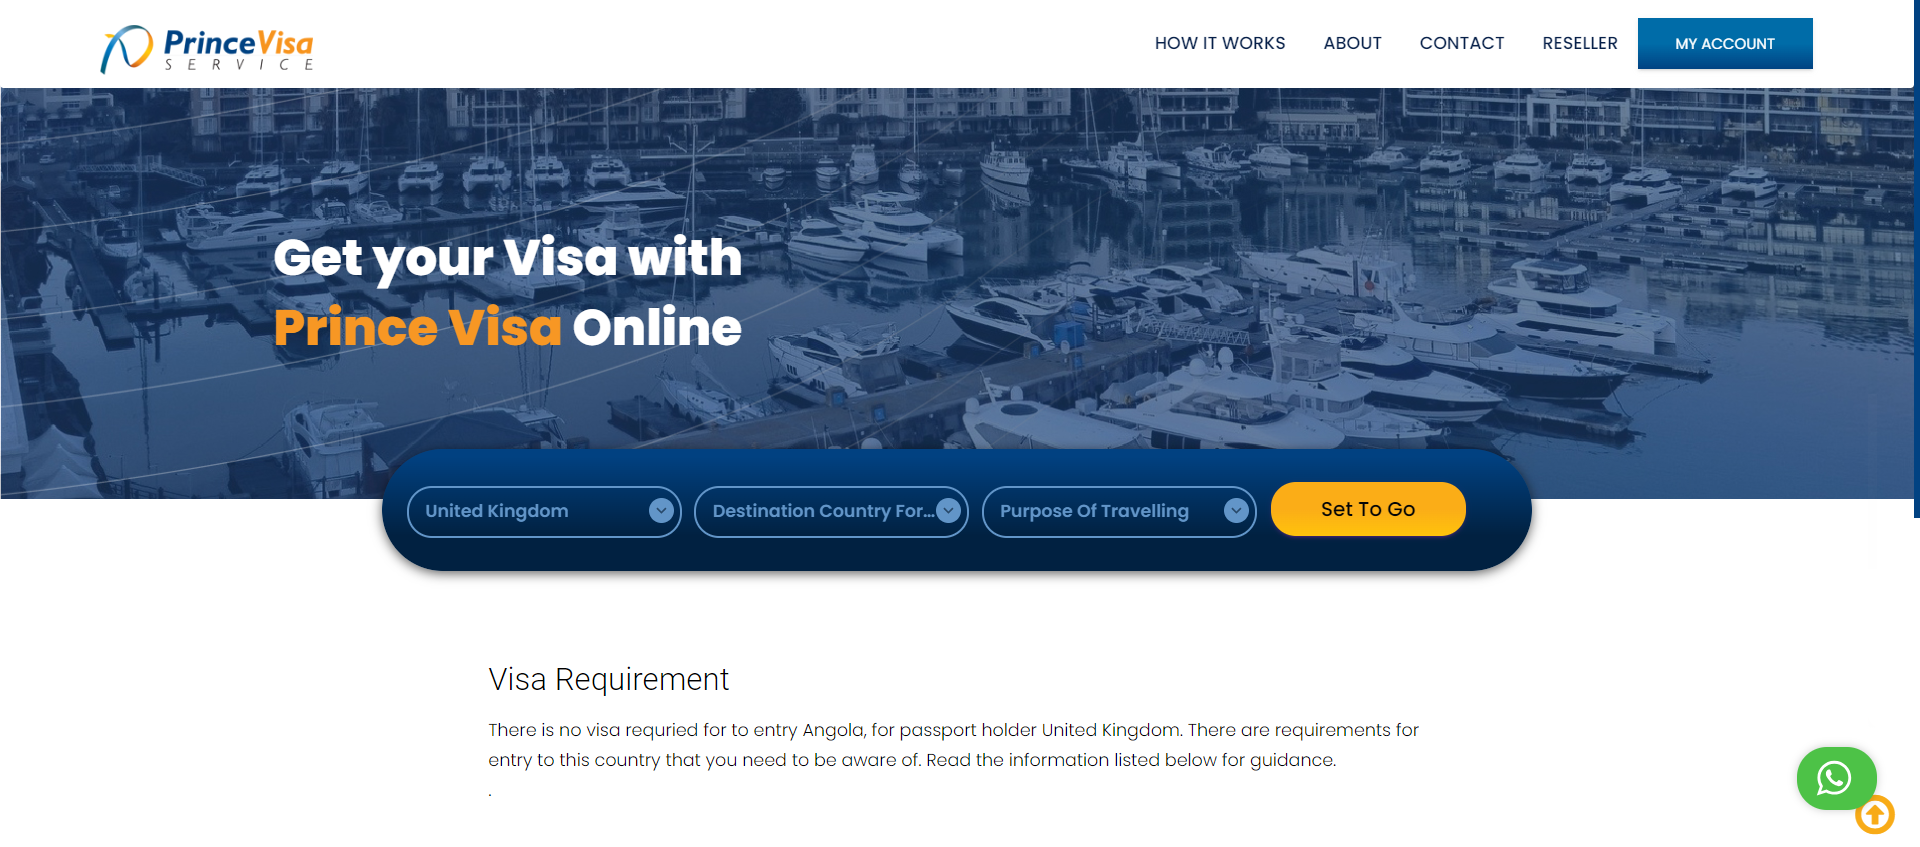 PrinceVisa
SERVICE
HOW IT WORKS
ABOUT
CONTACT
RESELLER
MY ACCOUNT
Get your Visa with
Prince Visa Online
United Kingdom
Destination Country For...
Purpose Of Travelling
Set To Go
Visa Requirement
There is no visa requried for to entry Angola, for passport holder United Kingdom. There are requirements for
entry to this country that you need to be aware of. Read the information listed below for guidance.
.